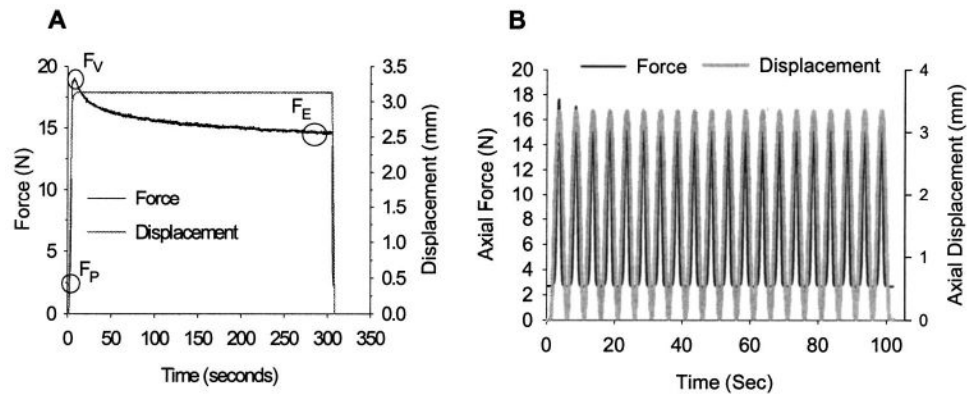 A
F_V
20
15
10
5
0
Force (N)
F_E
F_P
Force
Displacement
3.5
3.0
2.5
2.0
1.5
1.0
0.5
0.0
Displacement (mm)
0 50 100 150 200 250 300 350
Time (seconds)
B
Force Displacement
20
18
16
14
12
10
8
6
4
2
0
Axial Force (N)
4
3
2
1
0
Axial Displacement (mm)
0 20 40 60 80 100
Time (Sec)